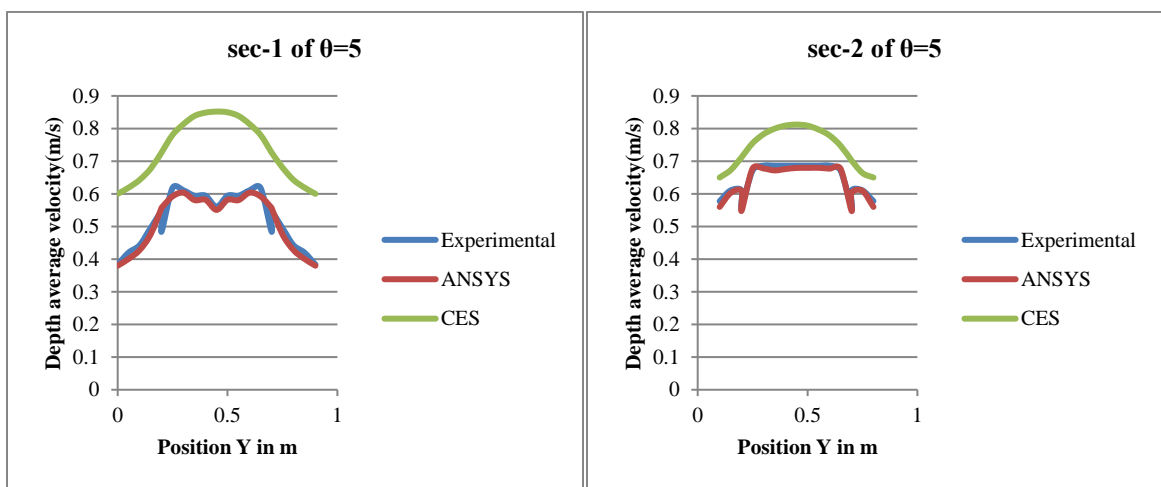 sec-1 of θ=5
Depth average velocity(m/s)
0.9
0.8
0.7
0.6
0.5
0.4
0.3
0.2
0.1
0
0
0.5
1
Position Y in m
Experimental
ANSYS
CES
sec-2 of θ=5
Depth average velocity(m/s)
0.9
0.8
0.7
0.6
0.5
0.4
0.3
0.2
0.1
0
0
0.5
1
Position Y in m
Experimental
ANSYS
CES